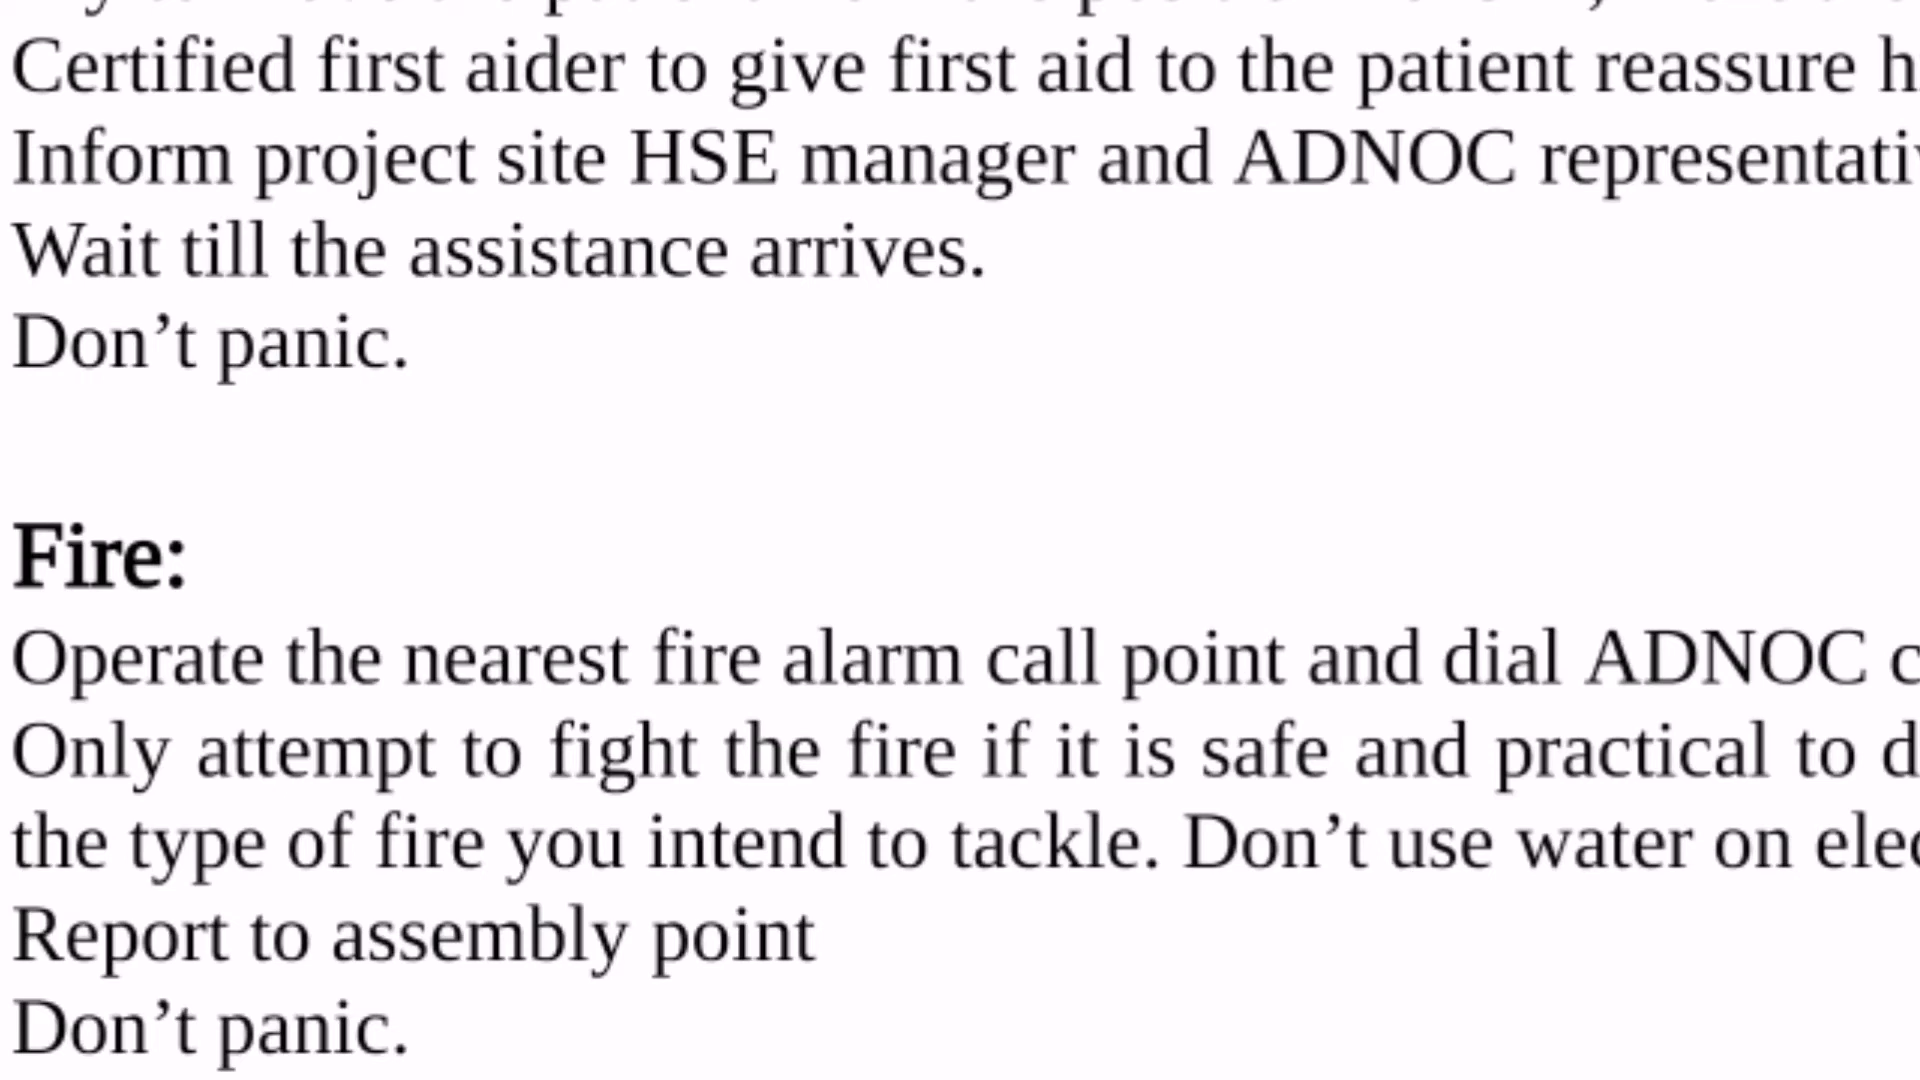 Certified first aider to give first aid to the patient reassure
Inform project site HSE manager and ADNOC
Wait till the assistance arrives.
Don’t panic.
Fire:
Operate the nearest fire alarm call point and dial ADNOC
Only attempt to fight the fire if it is safe and practical to
the type of fire you intend to tackle. Don’t use water on
Report to assembly point
Don’t panic.